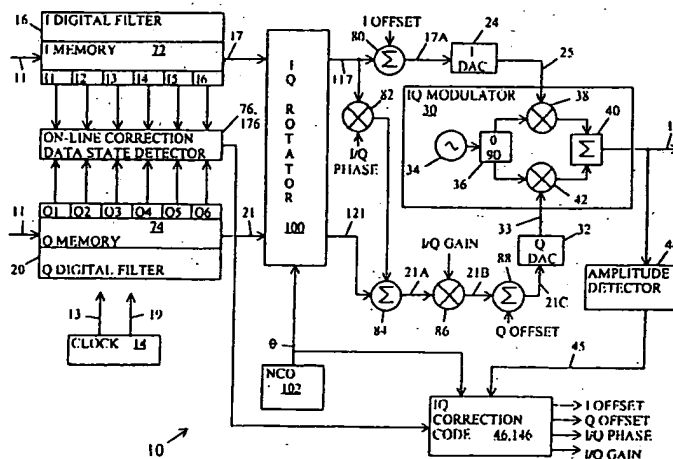 I OFFSET
16
I DIGITAL FILTER
I MEMORY 72
11
17
I1 I2 I3 I4 I5 I6
ON-LINE CORRECTION
DATA STATE DETECTOR
76,
176
Q1 Q2 Q3 Q4 Q5 Q6
74
11
21
Q MEMORY
20
Q DIGITAL FILTER
13
19
CLOCK 14
IQ
ROTATOR
100
θ
NCO
102
80
Σ
17A
24
I
DAC
25
117
82
I/Q
PHASE
IQ MODULATOR
30
38
34
36
0
90
40
Σ
42
33
Q
DAC
32
121
I/Q GAIN
Σ
84
21A
86
21B
88
Σ
21C
Q OFFSET
AMPLITUDE
DETECTOR
45
IQ
CORRECTION
CODE 46,146
I OFFSET
Q OFFSET
I/Q PHASE
I/Q GAIN
10